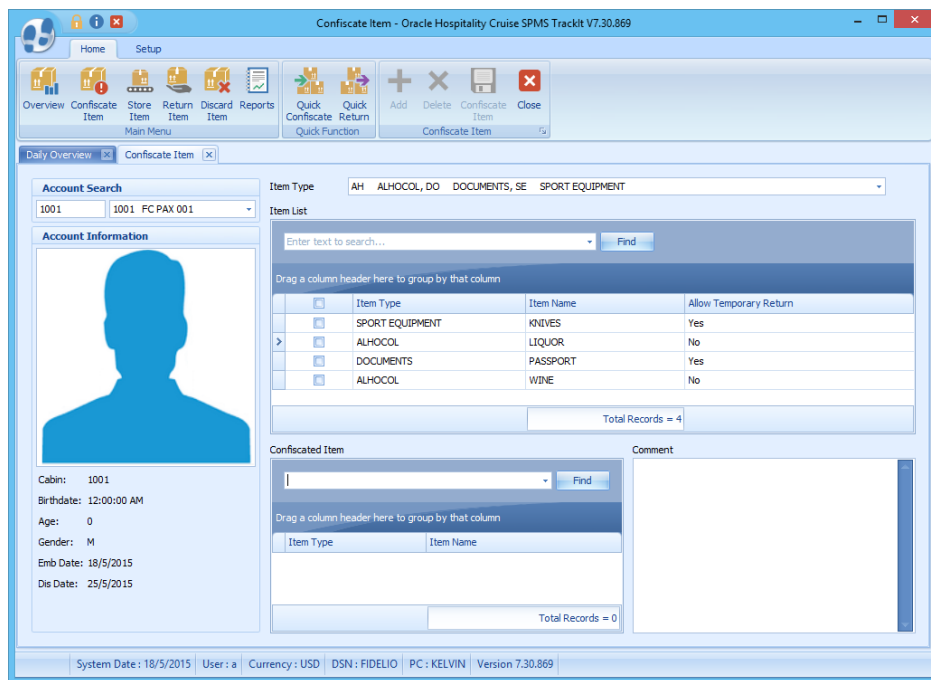 Confiscate Item - Oracle Hospitality Cruise SPMS TrackIt V7.30.869
Home Setup
Overview Confiscate Item Store Item Return Item Discard Item Reports Quick Confiscate Quick Return Add Delete Confiscate Item Close
Main Menu Quick Function Confiscate Item
Daily Overview Confiscate Item
Account Search
1001 1001 FC PAX 001
Account Information
Cabin: 1001
Birthdate: 12:00:00 AM
Age: 0
Gender: M
Emb Date: 18/5/2015
Dis Date: 25/5/2015
Item Type AH ALHOCOL, DO DOCUMENTS, SE SPORT EQUIPMENT
Item List
Enter text to search... Find
Drag a column header here to group by that column
Item Type Item Name Allow Temporary Return
SPORT EQUIPMENT KNIVES Yes
ALHOCOL LIQUOR No
DOCUMENTS PASSPORT Yes
ALHOCOL WINE No
Total Records = 4
Confiscated Item
Find
Drag a column header here to group by that column
Item Type Item Name
Total Records = 0
Comment
System Date : 18/5/2015 User : a Currency : USD DSN : FIDELIO PC : KELVIN Version 7.30.869